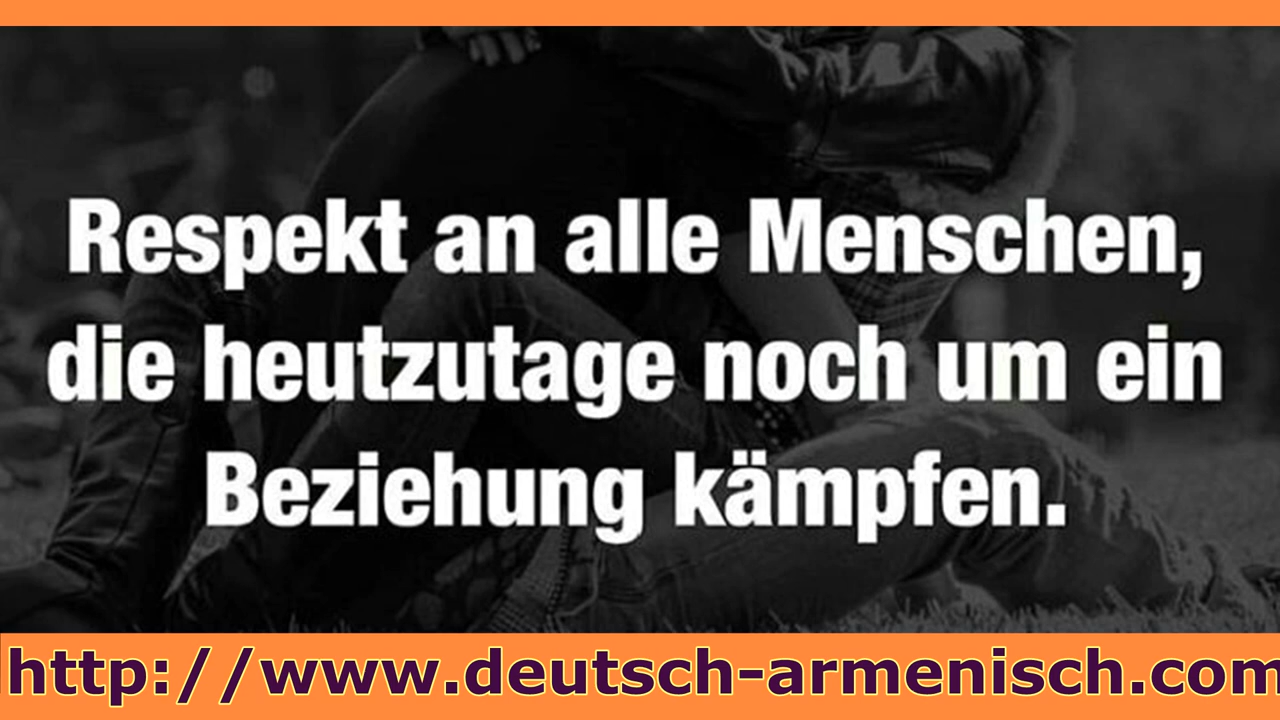 Respekt an alle Menschen,
die heutzutage noch um ein
Beziehung kämpfen.
http://www.deutsch-armenisch.com